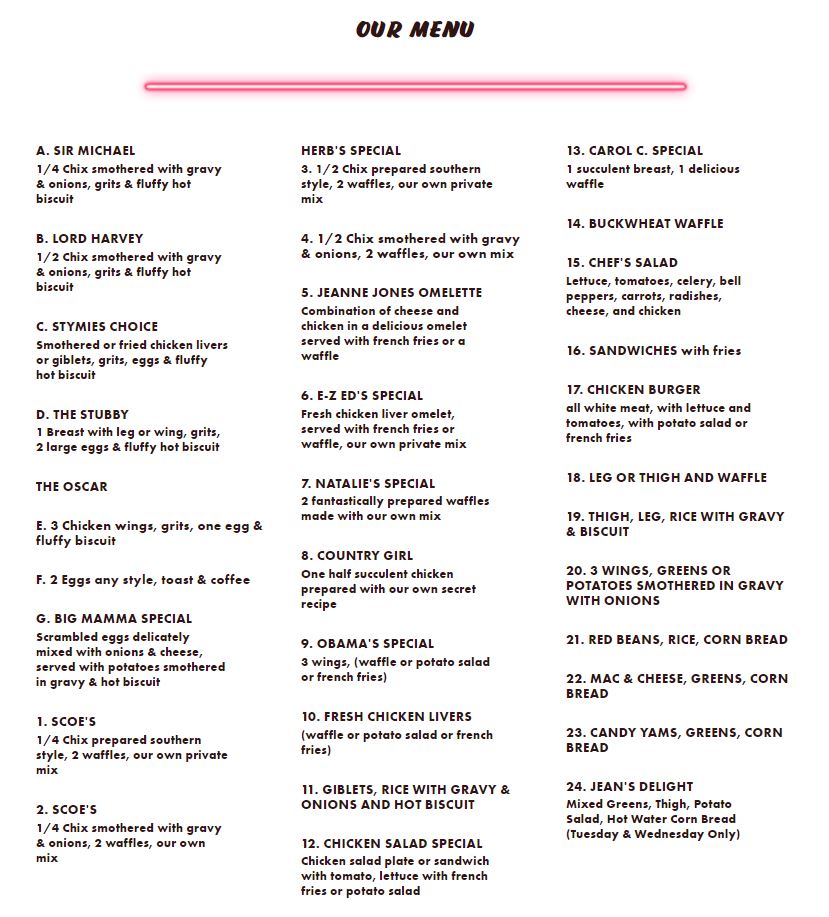 OUR MENU
A. SIR MICHAEL
1/4 Chix smothered with gravy
& onions, grits & fluffy hot
biscuit
B. LORD HARVEY
1/2 Chix smothered with gravy
& onions, grits & fluffy hot
biscuit
C. STYMIES CHOICE
Smothered or fried chicken livers
or giblets, grits, eggs & fluffy
hot biscuit
D. THE STUBBY
1 Breast with leg or wing, grits,
2 large eggs & fluffy hot biscuit
THE OSCAR
E. 3 Chicken wings, grits, one egg &
fluffy biscuit
F. 2 Eggs any style, toast & coffee
G. BIG MAMMA SPECIAL
Scrambled eggs delicately
mixed with onions & cheese,
served with potatoes smothered
in gravy & hot biscuit
1. SCOE'S
1/4 Chix prepared southern
style, 2 waffles, our own private
mix
2. SCOE'S
1/4 Chix smothered with gravy
& onions, 2 waffles, our own
mix
HERB'S SPECIAL
3. 1/2 Chix prepared southern
style, 2 waffles, our own private
mix
4. 1/2 Chix smothered with gravy
& onions, 2 waffles, our own mix
5. JEANNE JONES OMELETTE
Combination of cheese and
chicken in a delicious omelet
served with french fries or a
waffle
6. E-Z ED'S SPECIAL
Fresh chicken liver omelet,
served with french fries or
waffle, our own private mix
7. NATALIE'S SPECIAL
2 fantastically prepared waffles
made with our own mix
8. COUNTRY GIRL
One half succulent chicken
prepared with our own secret
recipe
9. OBAMA'S SPECIAL
3 wings, (waffle or potato salad
or french fries)
10. FRESH CHICKEN LIVERS
(waffle or potato salad or french
fries)
11. GIBLETS, RICE WITH GRAVY &
ONIONS AND HOT BISCUIT
12. CHICKEN SALAD SPECIAL
Chicken salad plate or sandwich
with tomato, lettuce with french
fries or potato salad
13. CAROL C. SPECIAL
1 succulent breast, 1 delicious
waffle
14. BUCKWHEAT WAFFLE
15. CHEF'S SALAD
Lettuce, tomatoes, celery, bell
peppers, carrots, radishes,
cheese, and chicken
16. SANDWICHES with fries
17. CHICKEN BURGER
all white meat, with lettuce and
tomatoes, with potato salad or
french fries
18. LEG OR THIGH AND WAFFLE
19. THIGH, LEG, RICE WITH GRAVY
& BISCUIT
20. 3 WINGS, GREENS OR
POTATOES SMOTHERED IN GRAVY
WITH ONIONS
21. RED BEANS, RICE, CORN BREAD
22. MAC & CHEESE, GREENS, CORN
BREAD
23. CANDY YAMS, GREENS, CORN
BREAD
24. JEAN'S DELIGHT
Mixed Greens, Thigh, Potato
Salad, Hot Water Corn Bread
(Tuesday & Wednesday Only)